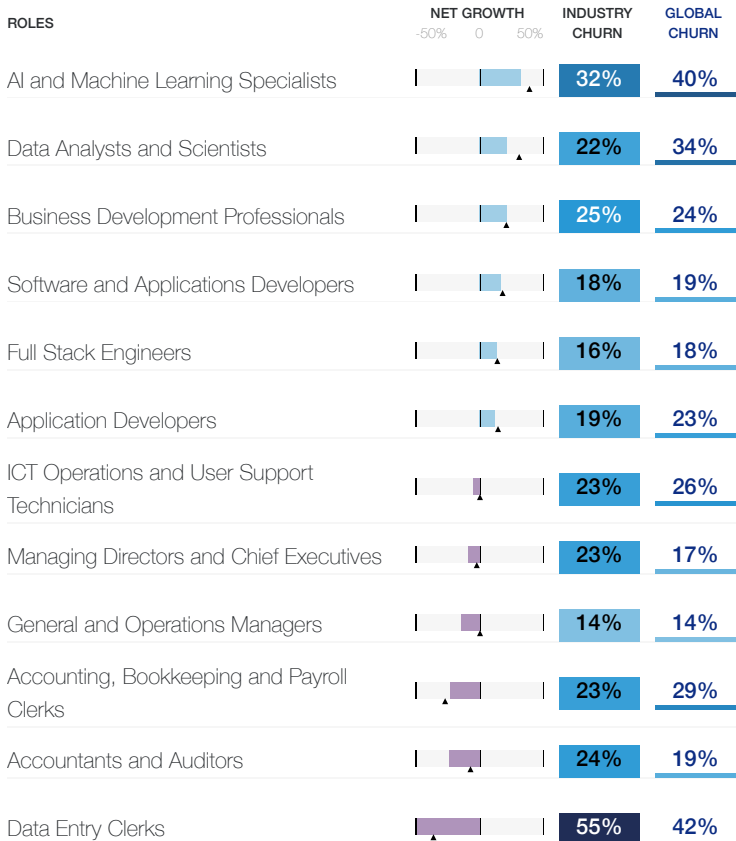 ROLES
NET GROWTH
-50% 0 50%
INDUSTRY
CHURN
GLOBAL
CHURN
AI and Machine Learning Specialists 32% 40%
Data Analysts and Scientists 22% 34%
Business Development Professionals 25% 24%
Software and Applications Developers 18% 19%
Full Stack Engineers 16% 18%
Application Developers 19% 23%
ICT Operations and User Support
Technicians
23% 26%
Managing Directors and Chief Executives 23% 17%
General and Operations Managers 14% 14%
Accounting, Bookkeeping and Payroll
Clerks
23% 29%
Accountants and Auditors 24% 19%
Data Entry Clerks 55% 42%